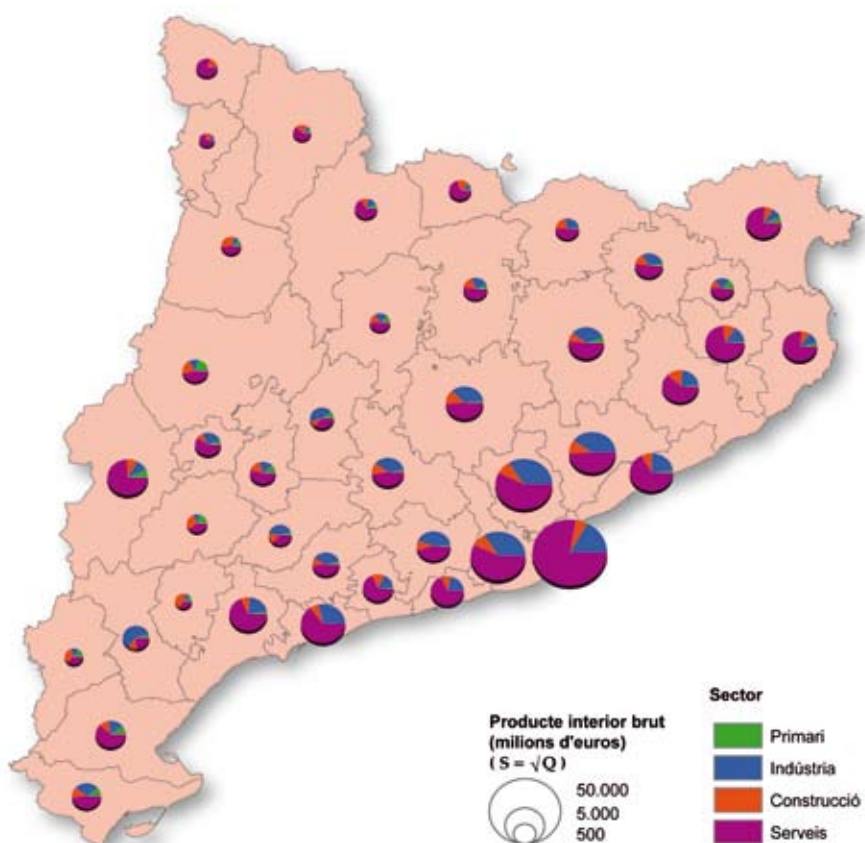 Producte interior brut
(milions d'euros)
( S = √Q )
50.000
5.000
500
Sector
Primari
Indústria
Construcció
Serveis